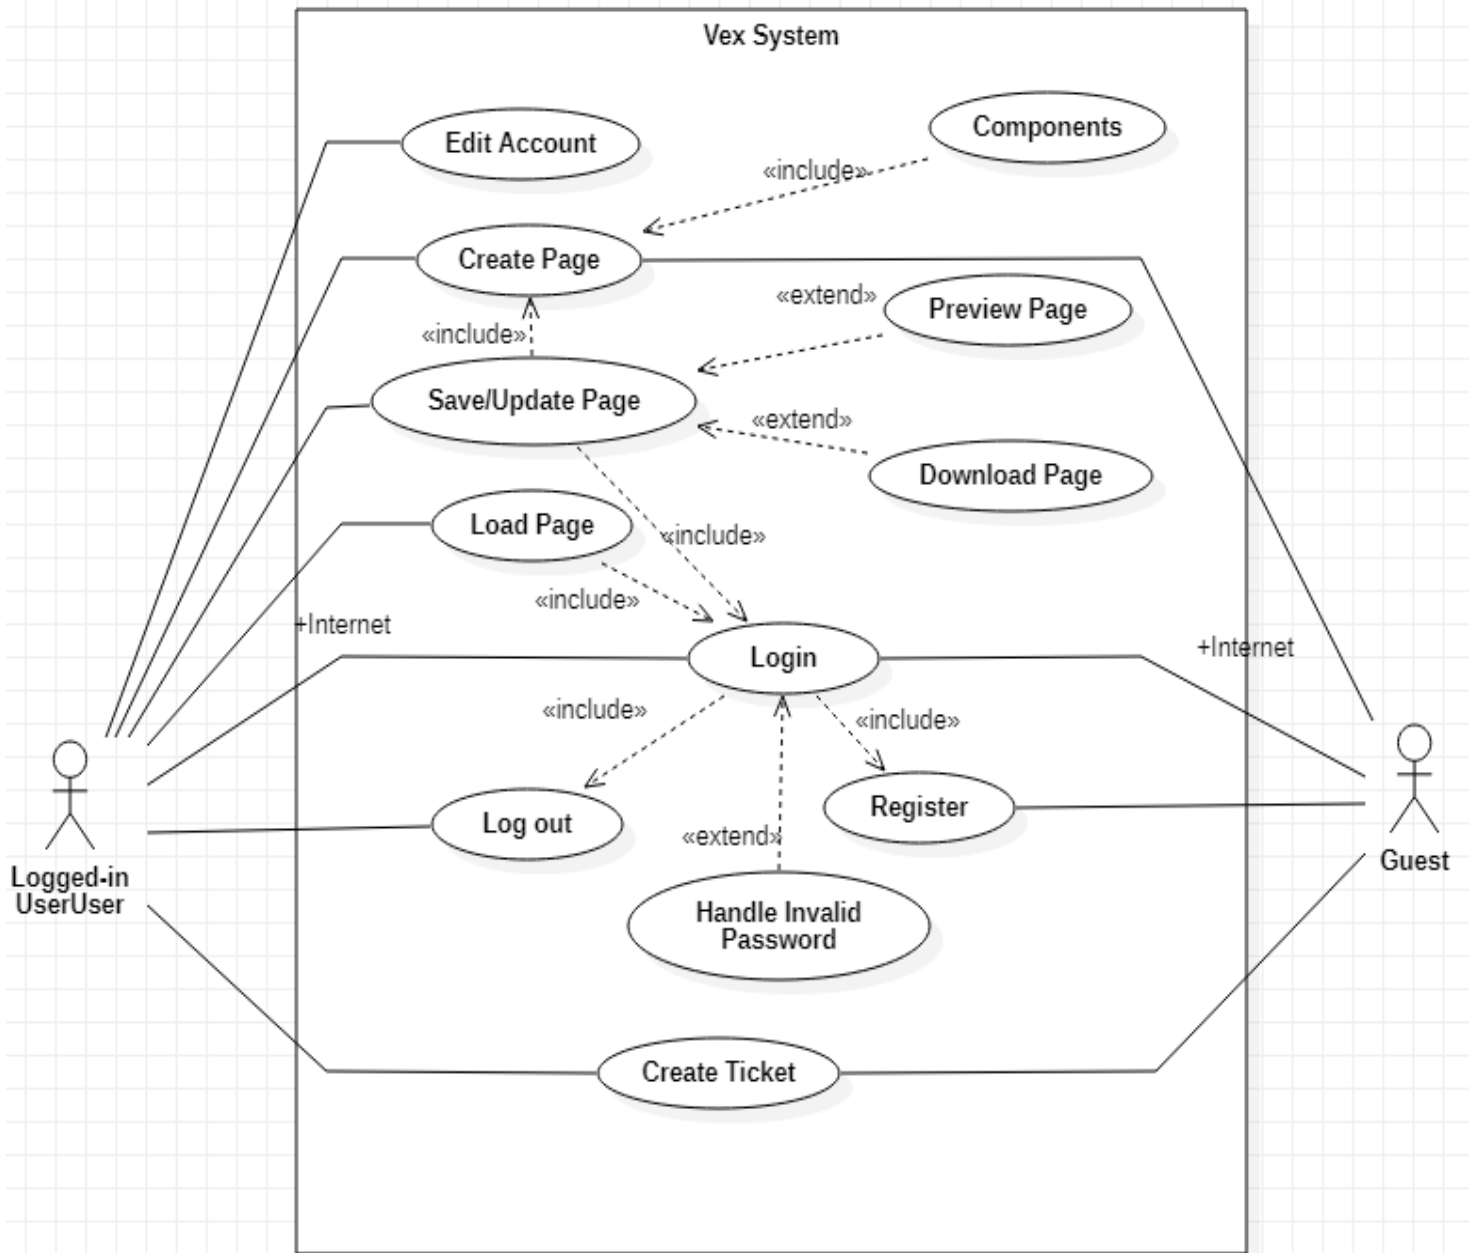 Vex System
Edit Account
Components
«include»
Create Page
«extend»
Preview Page
«include»
Save/Update Page
«extend»
Download Page
Load Page
«include»
«include»
+Internet
+Internet
Login
«include»
«include»
Log out
Register
«extend»
Logged-in
UserUser
Guest
Handle Invalid
Password
Create Ticket